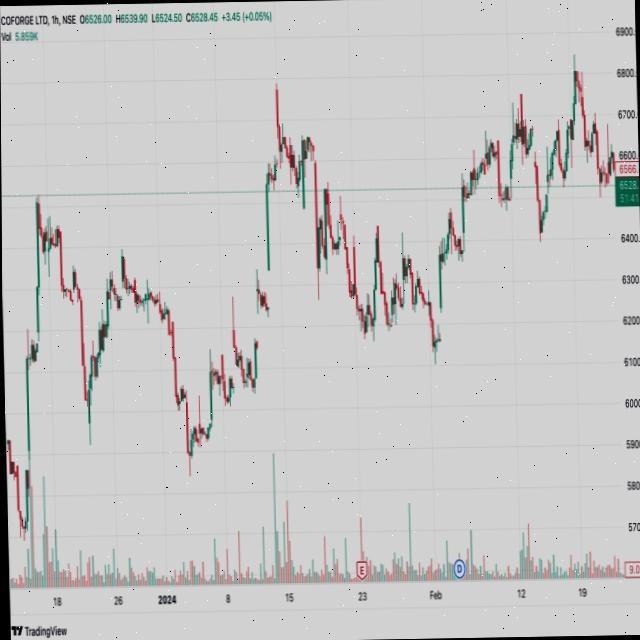 COFORGE LTD, 1h, NSE O6526.00 H6539.90 L6524.50 C6528.45 +3.45 (+0.05%)
Vol 5.859K
6900.
6800.
6700.
6600.
6566.
6528.
51:41
6400.
6300.
6200.
6100
6000.
5900
580
570
9.0
E
D
18 26 2024 8 15 23 Feb 12 19
TradingView